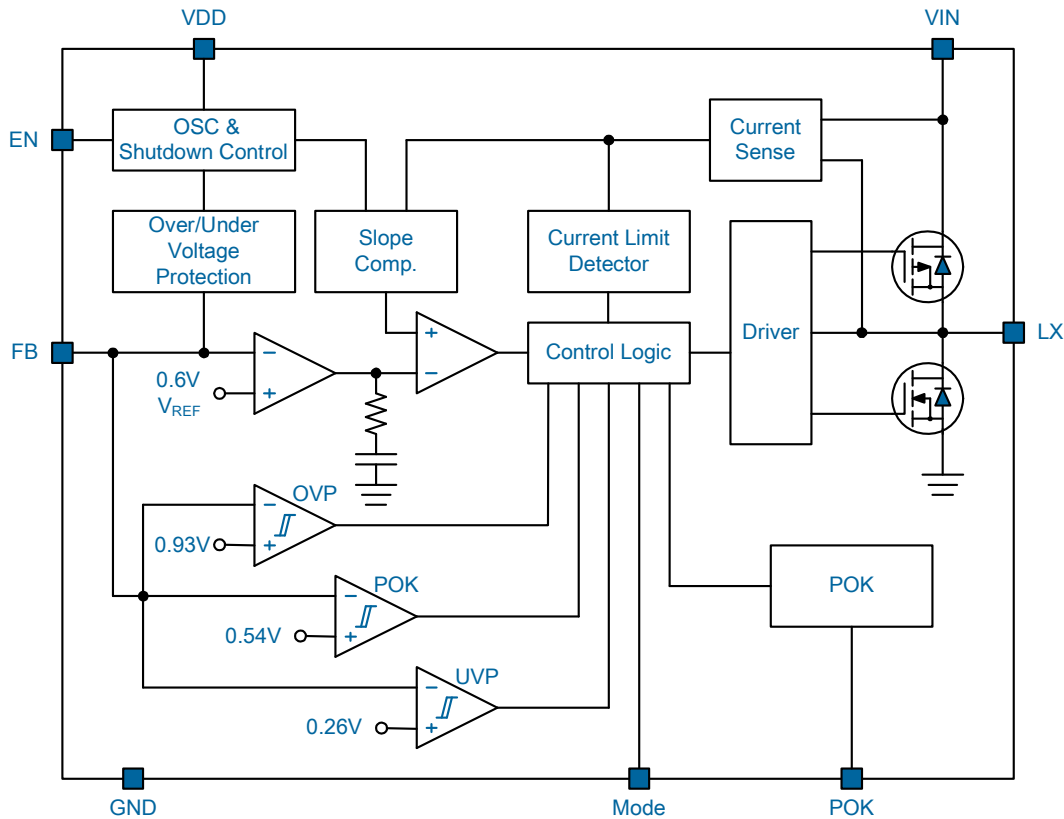 VDD
VIN
EN
OSC &
Shutdown Control
Current
Sense
Over/Under
Voltage
Protection
Slope
Comp.
Current Limit
Detector
Driver
FB
LX
+
−
Control Logic
−
+
0.6V
VREF
OVP
−
+
0.93V
POK
−
+
0.54V
POK
UVP
−
+
0.26V
GND
Mode
POK